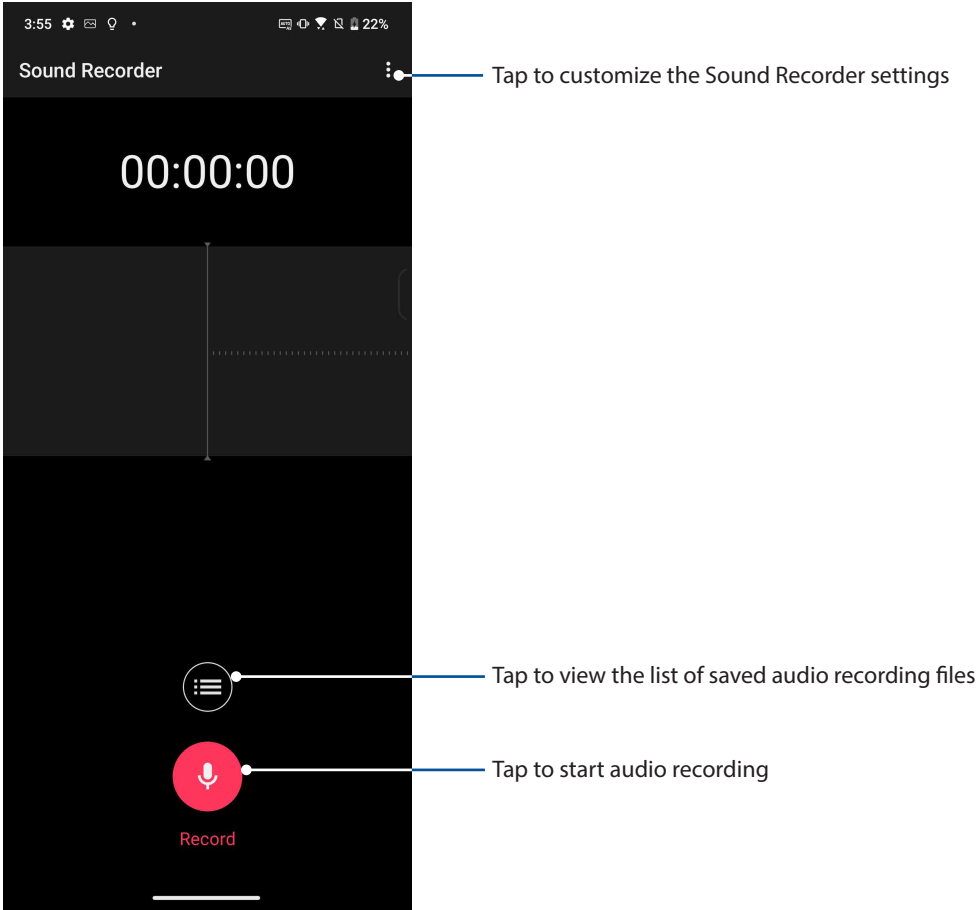 3:55
22%
Sound Recorder
Tap to customize the Sound Recorder settings
00:00:00
Tap to view the list of saved audio recording files
Tap to start audio recording
Record